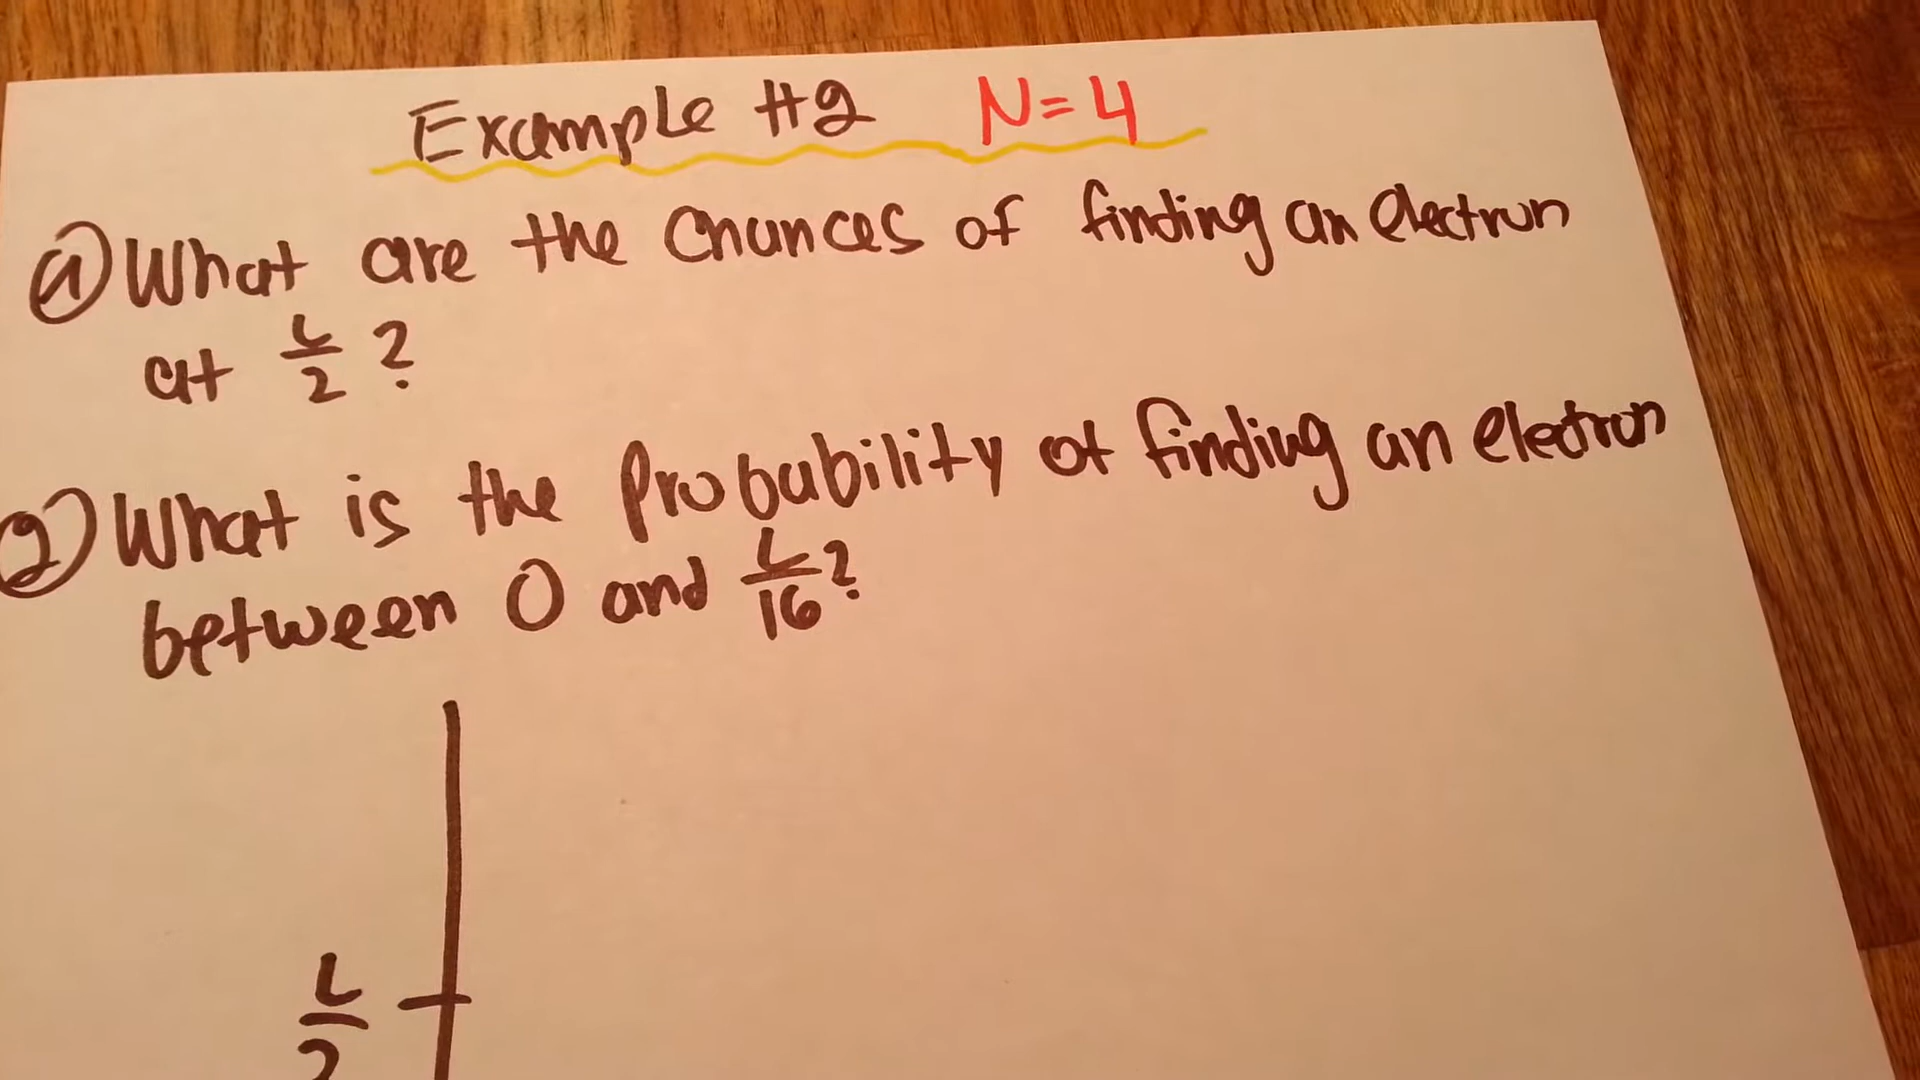 Example #2 N=4
a) What are the chances of finding an electron
at L/2?
2) What is the Probability of finding an electron
between 0 and L/16?
L/2